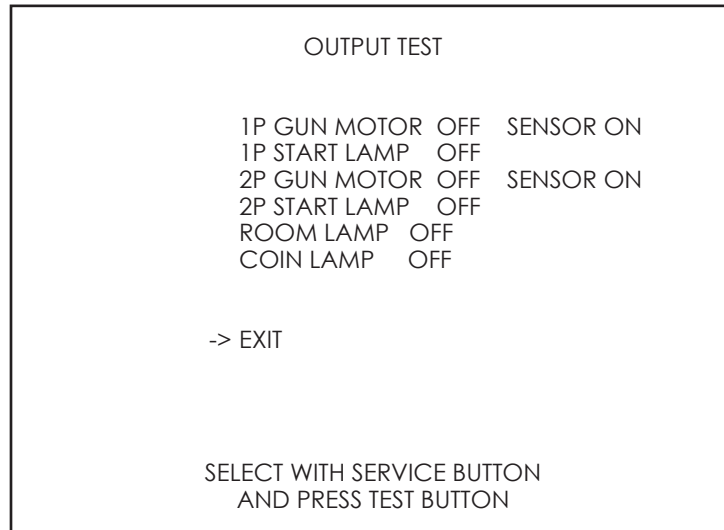 OUTPUT TEST
1P GUN MOTOR OFF SENSOR ON
1P START LAMP OFF
2P GUN MOTOR OFF SENSOR ON
2P START LAMP OFF
ROOM LAMP OFF
COIN LAMP OFF
-> EXIT
SELECT WITH SERVICE BUTTON
AND PRESS TEST BUTTON